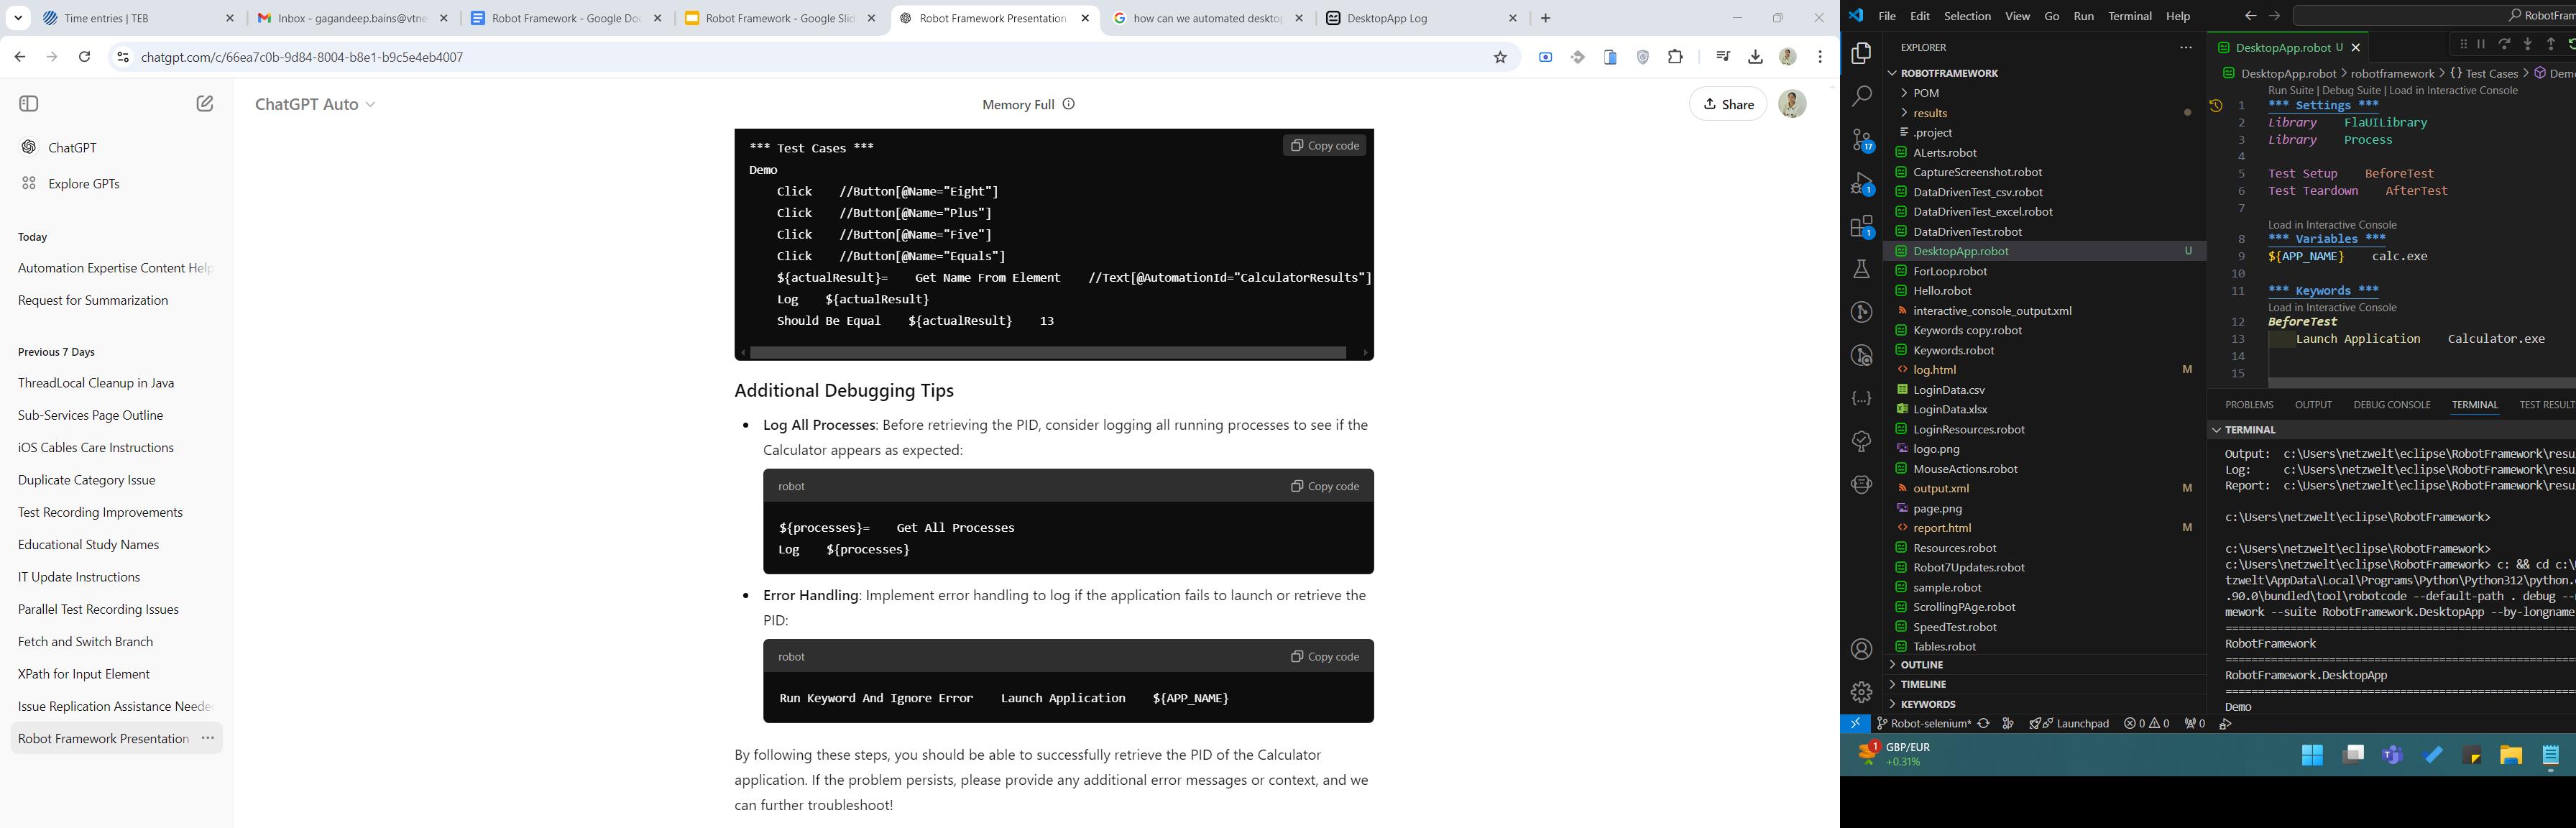 Time entries | TEB
Inbox - gagandeep.bains@vtne
Robot Framework - Google Doc
Robot Framework - Google Slid
Robot Framework Presentation
how can we automated deskto
DesktopApp Log
chatgpt.com/c/66ea7c0b-9d84-8004-b8e1-b9c5e4eb4007
ChatGPT Auto
Memory Full
Share
ChatGPT
Explore GPTs
Today
Automation Expertise Content Help
Request for Summarization
Previous 7 Days
ThreadLocal Cleanup in Java
Sub-Services Page Outline
iOS Cables Care Instructions
Duplicate Category Issue
Test Recording Improvements
Educational Study Names
IT Update Instructions
Parallel Test Recording Issues
Fetch and Switch Branch
XPath for Input Element
Issue Replication Assistance Neede
Robot Framework Presentation
Copy code
*** Test Cases ***
Demo
Click    //Button[@Name="Eight"]
Click    //Button[@Name="Plus"]
Click    //Button[@Name="Five"]
Click    //Button[@Name="Equals"]
${actualResult}=    Get Name From Element    //Text[@AutomationId="CalculatorResults"]
Log    ${actualResult}
Should Be Equal    ${actualResult}    13
Additional Debugging Tips
Log All Processes: Before retrieving the PID, consider logging all running processes to see if the
Calculator appears as expected:
robot
Copy code
${processes}=    Get All Processes
Log    ${processes}
Error Handling: Implement error handling to log if the application fails to launch or retrieve the
PID:
robot
Copy code
Run Keyword And Ignore Error    Launch Application    ${APP_NAME}
By following these steps, you should be able to successfully retrieve the PID of the Calculator
application. If the problem persists, please provide any additional error messages or context, and we
can further troubleshoot!
File Edit Selection View Go Run Terminal Help
RobotFram
EXPLORER
ROBOTFRAMEWORK
POM
results
.project
ALerts.robot
CaptureScreenshot.robot
DataDrivenTest_csv.robot
DataDrivenTest_excel.robot
DataDrivenTest.robot
DesktopApp.robot U
ForLoop.robot
Hello.robot
interactive_console_output.xml
Keywords copy.robot
Keywords.robot
log.html M
LoginData.csv
LoginData.xlsx
LoginResources.robot
logo.png
MouseActions.robot
output.xml M
page.png
report.html M
Resources.robot
Robot7Updates.robot
sample.robot
ScrollingPAge.robot
SpeedTest.robot
Tables.robot
OUTLINE
TIMELINE
KEYWORDS
17
1
1
DesktopApp.robot U
DesktopApp.robot > robotframework > {} Test Cases > Dem
Run Suite | Debug Suite | Load in Interactive Console
1 *** Settings ***
2 Library    FlaUILibrary
3 Library    Process
4
5 Test Setup    BeforeTest
6 Test Teardown    AfterTest
7
Load in Interactive Console
8 *** Variables ***
9 ${APP_NAME}    calc.exe
10
11 *** Keywords ***
Load in Interactive Console
12 BeforeTest
13 Launch Application    Calculator.exe
14
15
PROBLEMS OUTPUT DEBUG CONSOLE TERMINAL TEST RESULT
TERMINAL
Output:  c:\Users\netzwelt\eclipse\RobotFramework\resu
Log:     c:\Users\netzwelt\eclipse\RobotFramework\resu
Report:  c:\Users\netzwelt\eclipse\RobotFramework\resu
c:\Users\netzwelt\eclipse\RobotFramework>
c:\Users\netzwelt\eclipse\RobotFramework>
c:\Users\netzwelt\eclipse\RobotFramework> c: && cd c:\
tzwelt\AppData\Local\Programs\Python\Python312\python.
.90.0\bundled\tool\robotcode --default-path . debug --
mework --suite RobotFramework.DesktopApp --by-longname
RobotFramework
RobotFramework.DesktopApp
Demo
Robot-selenium* Launchpad 0 0 0
1
GBP/EUR
+0.31%